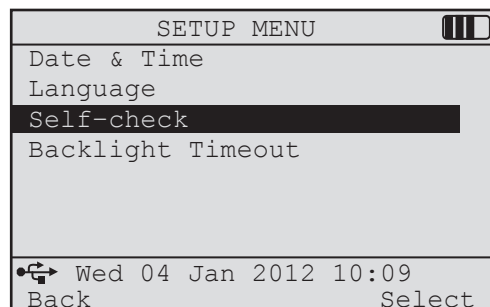 SETUP MENU
Date & Time
Language
Self-check
Backlight Timeout
Wed 04 Jan 2012 10:09
Back Select